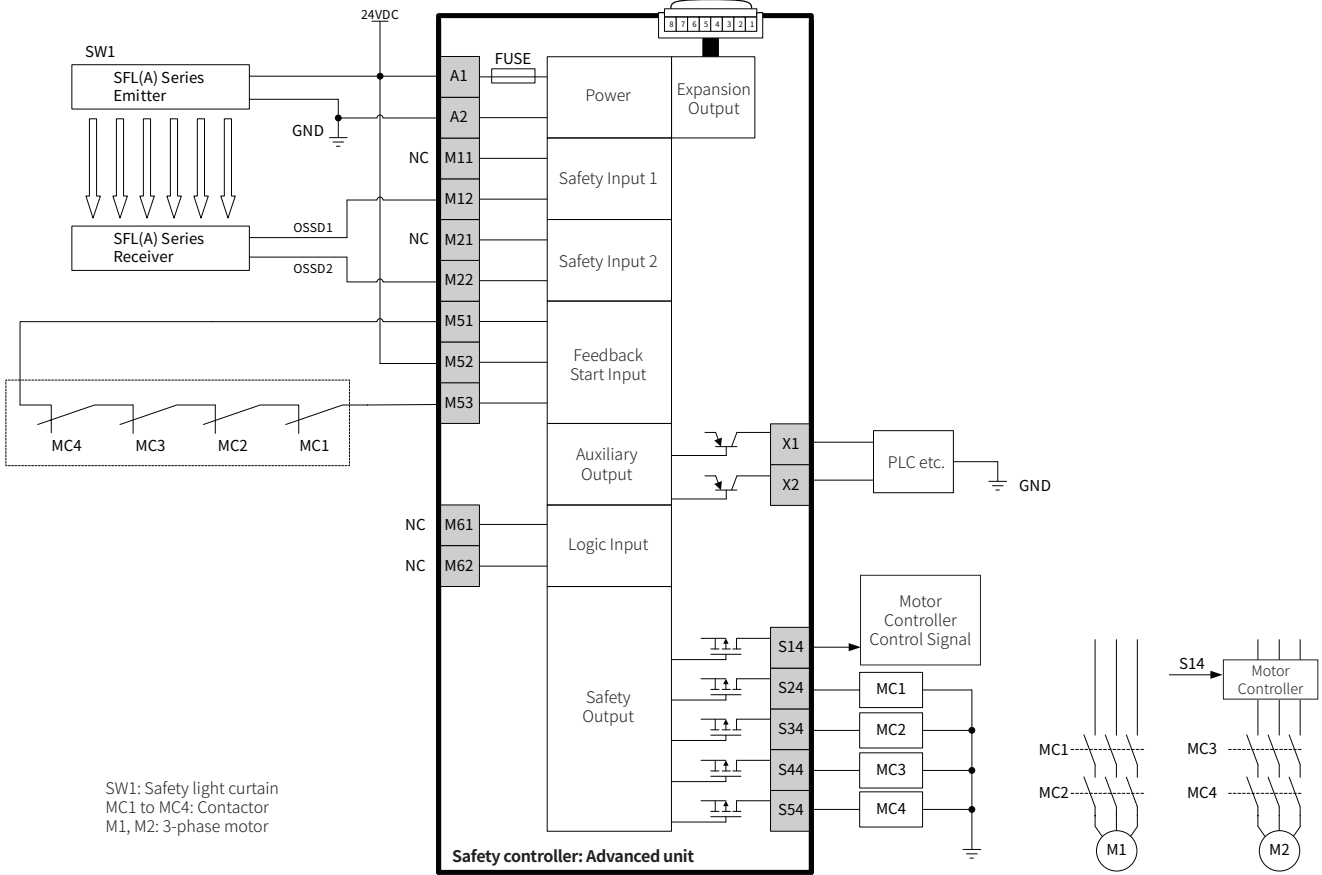 24VDC
8 7 6 5 4 3 2 1
SW1
SFL(A) Series
Emitter
GND
A1
FUSE
Power
Expansion
Output
A2
NC
M11
Safety Input 1
M12
OSSD1
SFL(A) Series
Receiver
OSSD2
NC
M21
Safety Input 2
M22
M51
Feedback
Start Input
M52
M53
MC4
MC3
MC2
MC1
Auxiliary
Output
X1
X2
PLC etc.
GND
NC
M61
Logic Input
NC
M62
Safety
Output
S14
Motor
Controller
Control Signal
S24
MC1
S34
MC2
S44
MC3
S54
MC4
S14
Motor
Controller
MC1
MC2
M1
MC3
MC4
M2
SW1: Safety light curtain
MC1 to MC4: Contactor
M1, M2: 3-phase motor
Safety controller: Advanced unit